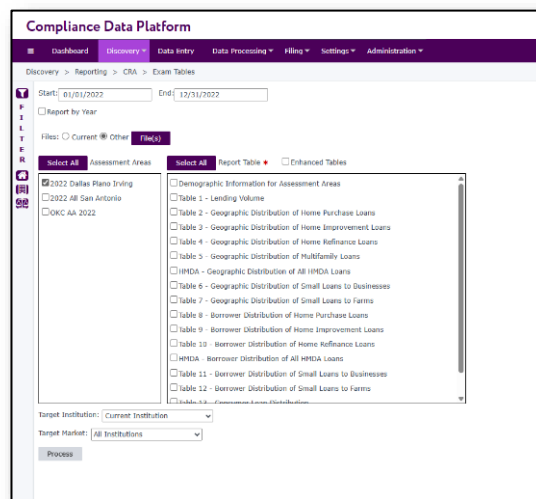 Compliance Data Platform
Dashboard Discovery Data Entry Data Processing Filing Settings Administration
Discovery > Reporting > CRA > Exam Tables
FILTER
Start: 01/01/2022 End: 12/31/2022
Report by Year
Files: Current Other File(s)
Select All Assessment Areas Select All Report Table * Enhanced Tables
2022 Dallas Plano Irving
2022 All San Antonio
OKC AA 2022
Demographic Information for Assessment Areas
Table 1 - Lending Volume
Table 2 - Geographic Distribution of Home Purchase Loans
Table 3 - Geographic Distribution of Home Improvement Loans
Table 4 - Geographic Distribution of Home Refinance Loans
Table 5 - Geographic Distribution of Multifamily Loans
HMDA - Geographic Distribution of All HMDA Loans
Table 6 - Geographic Distribution of Small Loans to Businesses
Table 7 - Geographic Distribution of Small Loans to Farms
Table 8 - Borrower Distribution of Home Purchase Loans
Table 9 - Borrower Distribution of Home Improvement Loans
Table 10 - Borrower Distribution of Home Refinance Loans
HMDA - Borrower Distribution of All HMDA Loans
Table 11 - Borrower Distribution of Small Loans to Businesses
Table 12 - Borrower Distribution of Small Loans to Farms
Table 13 - Consumer Loan Distribution
Target Institution: Current Institution
Target Market: All Institutions
Process